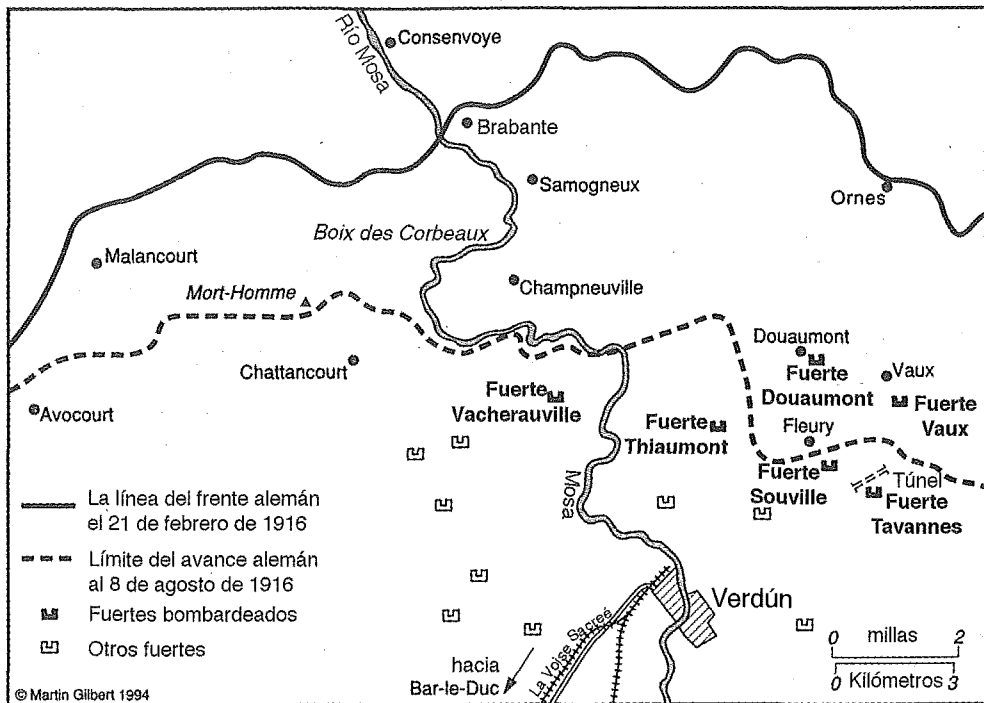 Río Mosa
Consenvoye
Brabante
Samogneux
Ornes
Boix des Corbeaux
Malancourt
Mort-Homme
Champneuville
Chattancourt
Avocourt
Fuerte
Vacherauville
Douaumont
Fuerte
Douaumont
Vaux
Fuerte
Vaux
Fuerte
Thiaumont
Fleury
Fuerte
Souville
Túnel
Fuerte
Tavannes
Mosa
Verdún
La Voise Sacreé
hacia
Bar-le-Duc
La línea del frente alemán
el 21 de febrero de 1916
Límite del avance alemán
al 8 de agosto de 1916
Fuertes bombardeados
Otros fuertes
0 millas 2
0 Kilómetros 3
© Martin Gilbert 1994